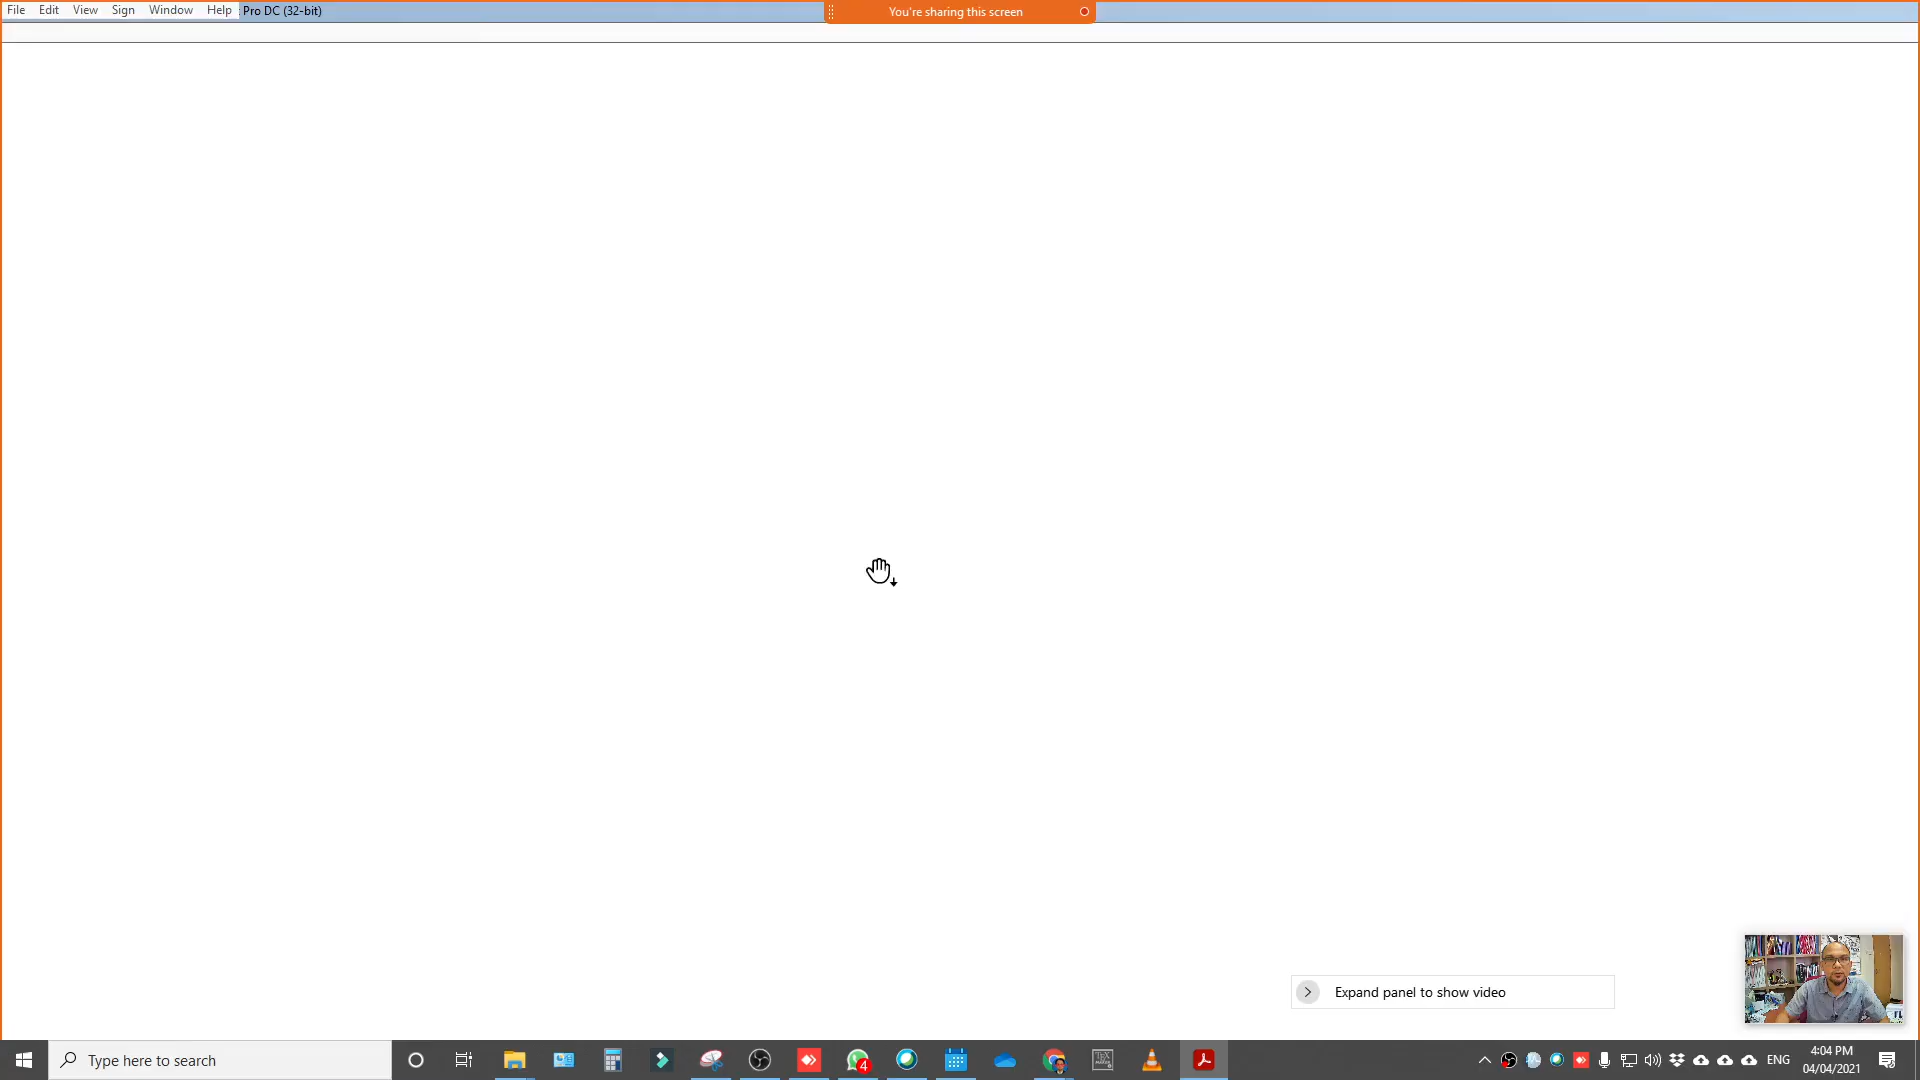 File Edit View Sign Window Help Pro DC (32-bit)
You're sharing this screen
Expand panel to show video
Type here to search
4
ENG
4:04 PM
04/04/2021